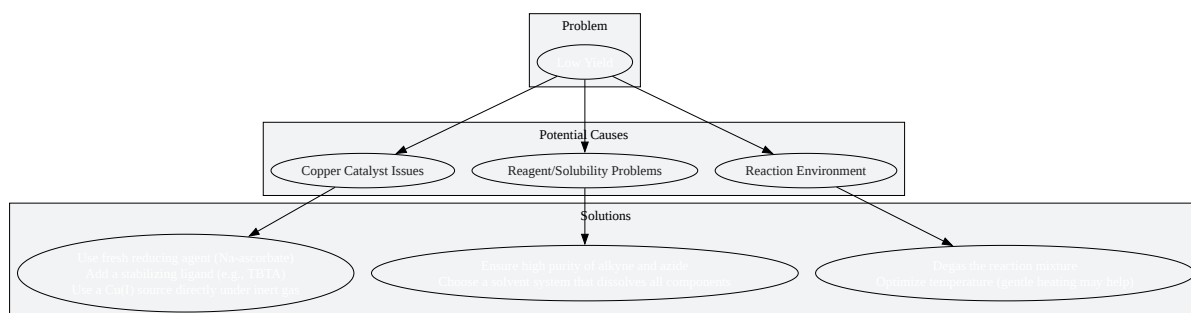 Problem
Low Yield
Potential Causes
Copper Catalyst Issues
Reagent/Solubility Problems
Reaction Environment
Solutions
Use fresh reducing agent (Na-ascorbate)
Add a stabilizing ligand (e.g., THTA)
Use a Cu(I) source directly under inert gas
Ensure high purity of alkyne and azide
Choose a solvent system that dissolves all components
Degas the reaction mixture
Optimize temperature (gentle heating may help)